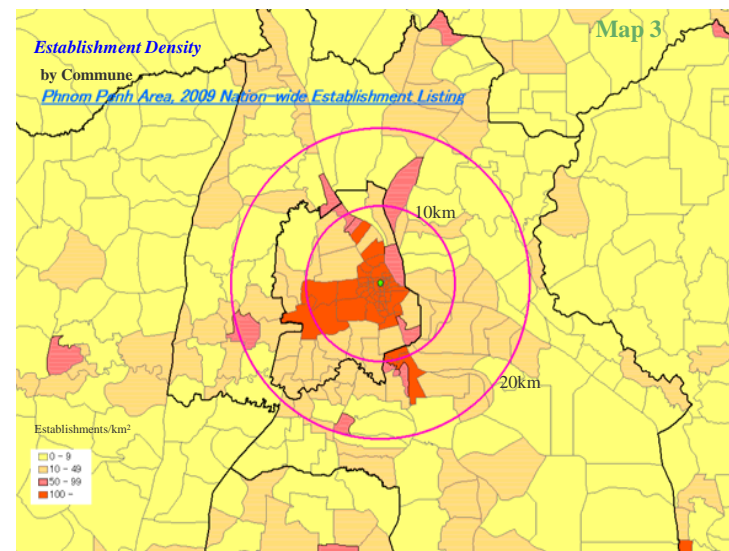 Map 3
Establishment Density
by Commune
Phnom Penh Area, 2009 Nation-wide Establishment Listing
10km
20km
Establishments/km²
0 - 9
10 - 49
50 - 99
100 -